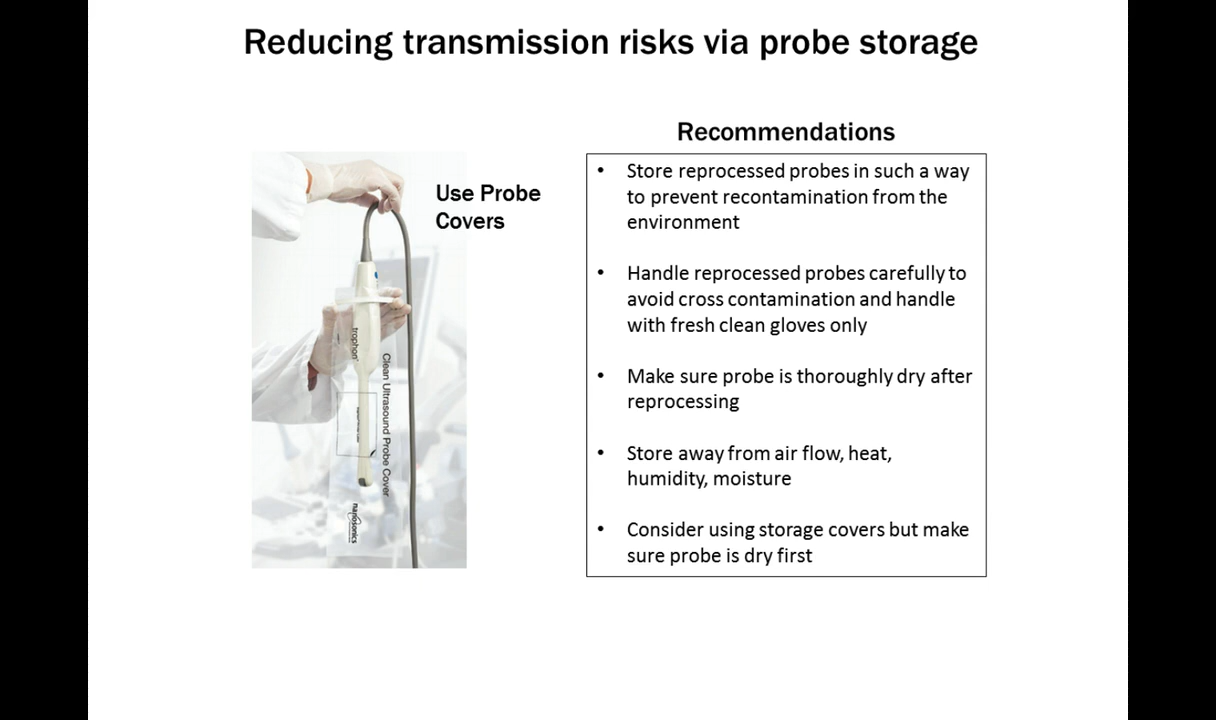 Reducing transmission risks via probe storage
Recommendations
Use Probe
Covers
trophon
Clean Ultrasound Probe Cover
nanosonics
• Store reprocessed probes in such a way
to prevent recontamination from the
environment
• Handle reprocessed probes carefully to
avoid cross contamination and handle
with fresh clean gloves only
• Make sure probe is thoroughly dry after
reprocessing
• Store away from air flow, heat,
humidity, moisture
• Consider using storage covers but make
sure probe is dry first